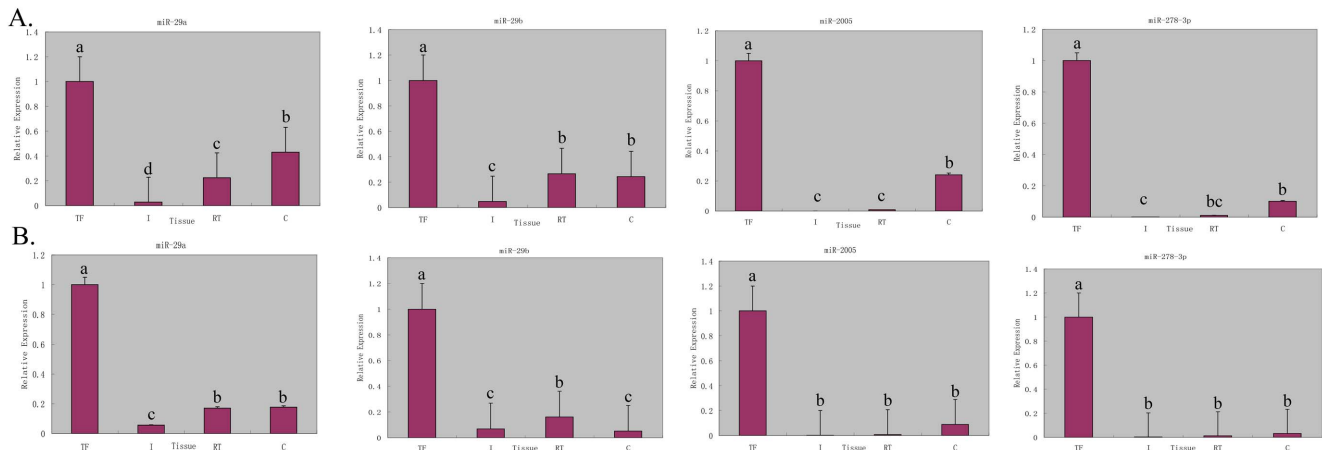 A.
miR-29a
Relative Expression
1.4
1.2
1
0.8
0.6
0.4
0.2
0
a
d
c
b
TF I Tissue RT C
miR-29b
Relative Expression
1.4
1.2
1
0.8
0.6
0.4
0.2
0
a
c
b
b
TF I Tissue RT C
miR-2005
Relative Expression
1.2
1
0.8
0.6
0.4
0.2
0
a
c
c
b
TF I Tissue RT C
miR-278-3p
Relative Expression
1.2
1
0.8
0.6
0.4
0.2
0
a
c
bc
b
TF I Tissue RT C
B.
miR-29a
Relative Expression
1.2
1
0.8
0.6
0.4
0.2
0
a
c
b
b
TF I Tissue RT C
miR-29b
Relative Expression
1.4
1.2
1
0.8
0.6
0.4
0.2
0
a
c
b
c
TF I Tissue RT C
miR-2005
Relative Expression
1.4
1.2
1
0.8
0.6
0.4
0.2
0
a
b
b
b
TF I Tissue RT C
miR-278-3p
Relative Expression
1.4
1.2
1
0.8
0.6
0.4
0.2
0
a
b
b
b
TF I Tissue RT C